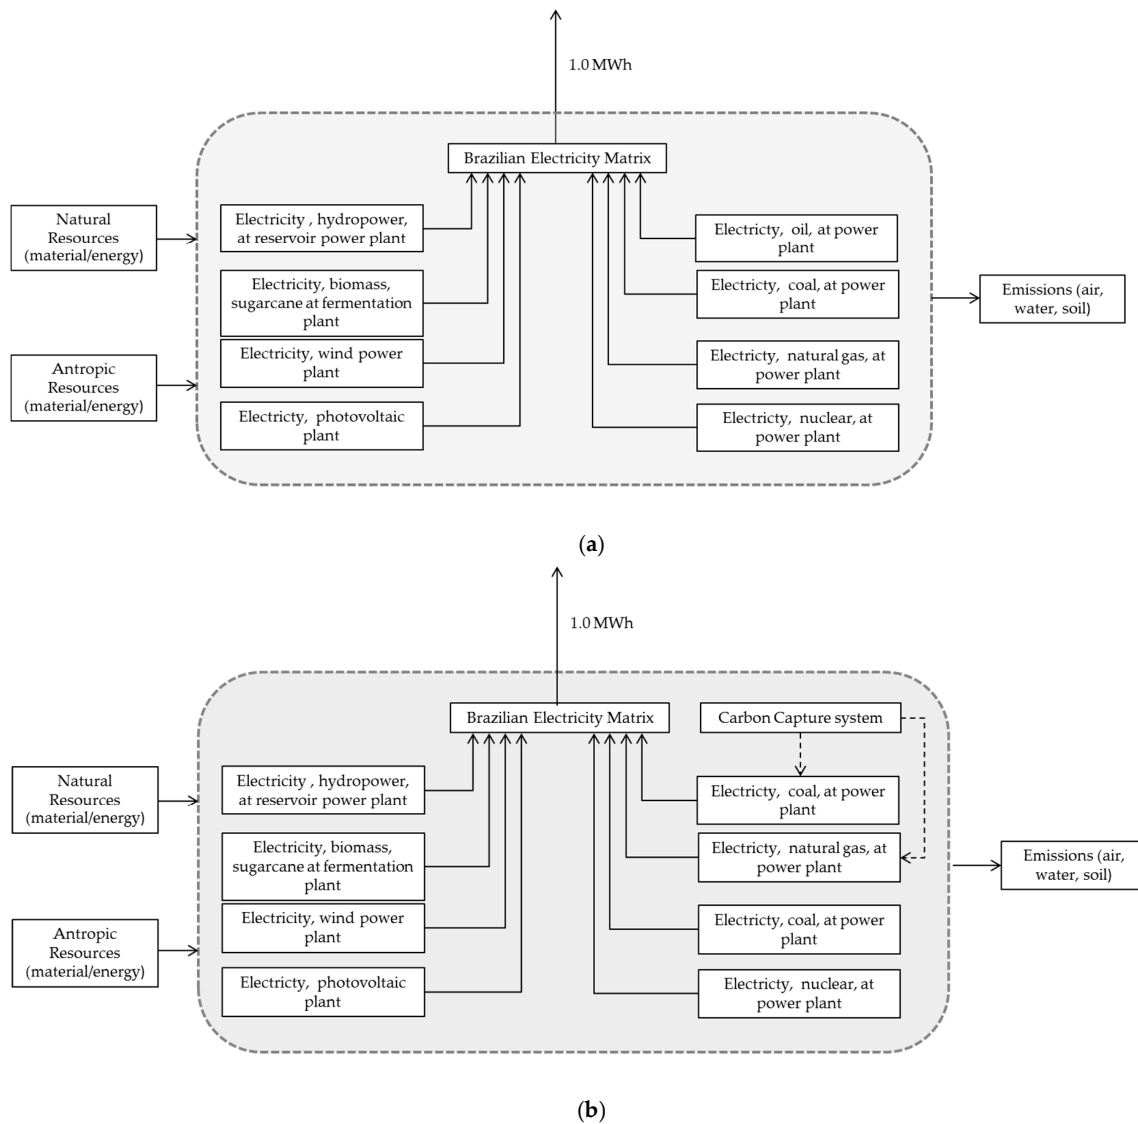 1.0 MWh
Brazilian Electricity Matrix
Natural
Resources
(material/energy)
Antropic
Resources
(material/energy)
Electricity , hydropower,
at reservoir power plant
Electricity, biomass,
sugarcane at fermentation
plant
Electricity, wind power
plant
Electricty, photovoltaic
plant
Electricty, oil, at power
plant
Electricty, coal, at power
plant
Electricty, natural gas, at
power plant
Electricty, nuclear, at
power plant
Emissions (air,
water, soil)
(a)
1.0 MWh
Brazilian Electricity Matrix
Carbon Capture system
Natural
Resources
(material/energy)
Antropic
Resources
(material/energy)
Electricity , hydropower,
at reservoir power plant
Electricity, biomass,
sugarcane at fermentation
plant
Electricity, wind power
plant
Electricty, photovoltaic
plant
Electricty, coal, at power
plant
Electricty, natural gas, at
power plant
Electricty, coal, at power
plant
Electricty, nuclear, at
power plant
Emissions (air,
water, soil)
(b)